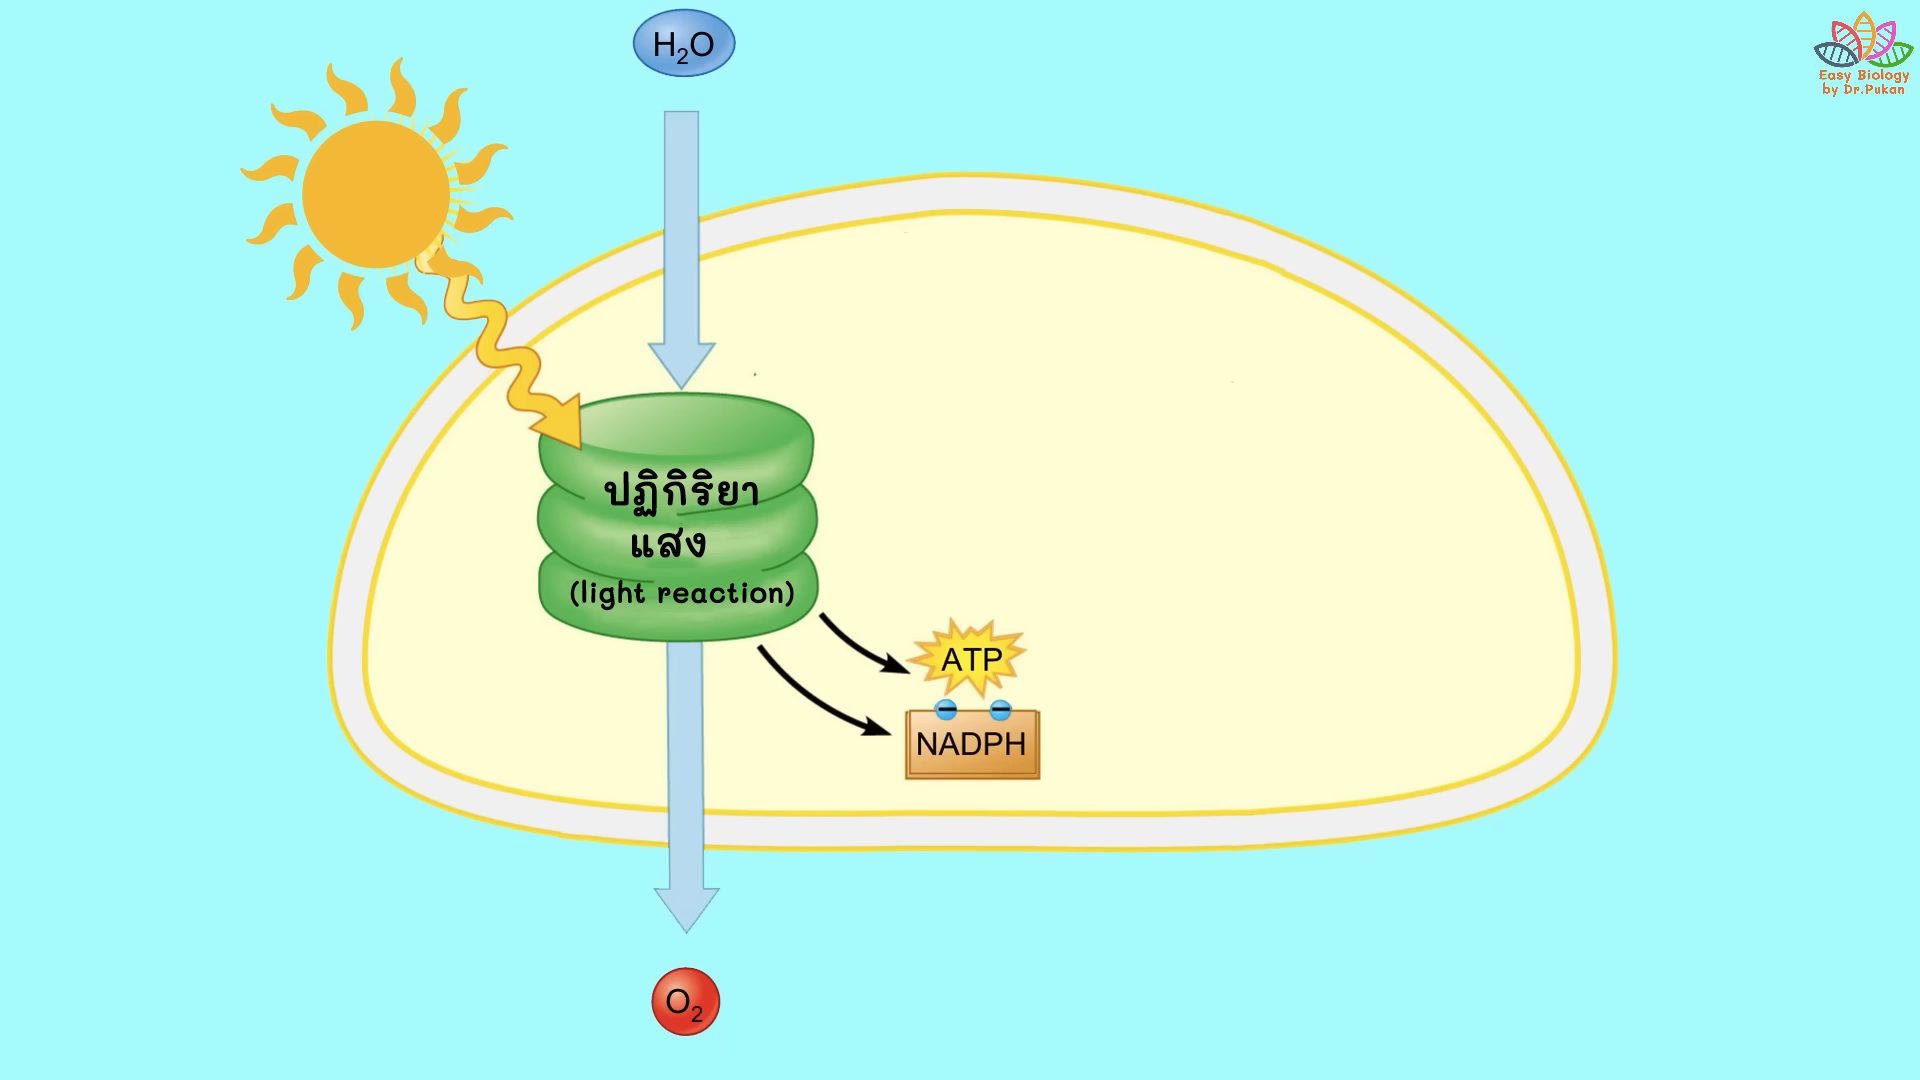 H₂O
Easy Biology
by Dr.Pukan
ปฏิกิริยา
แสง
(light reaction)
ATP
NADPH
O₂